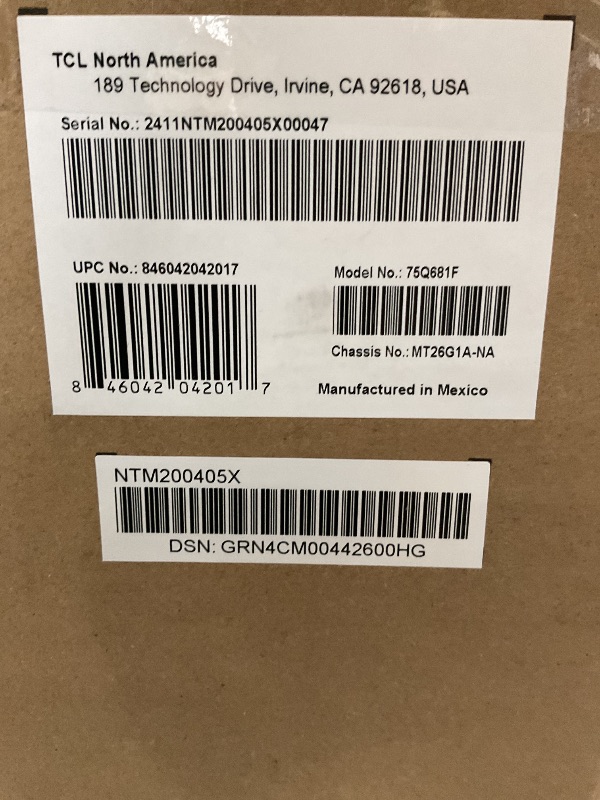 TCL North America
189 Technology Drive, Irvine, CA 92618, USA
Serial No.: 2411NTM200405X00047
UPC No.: 846042042017
8 46042 04201 7
Model No.: 75Q681F
Chassis No.: MT26G1A-NA
Manufactured in Mexico
NTM200405X
DSN: GRN4CM00442600HG